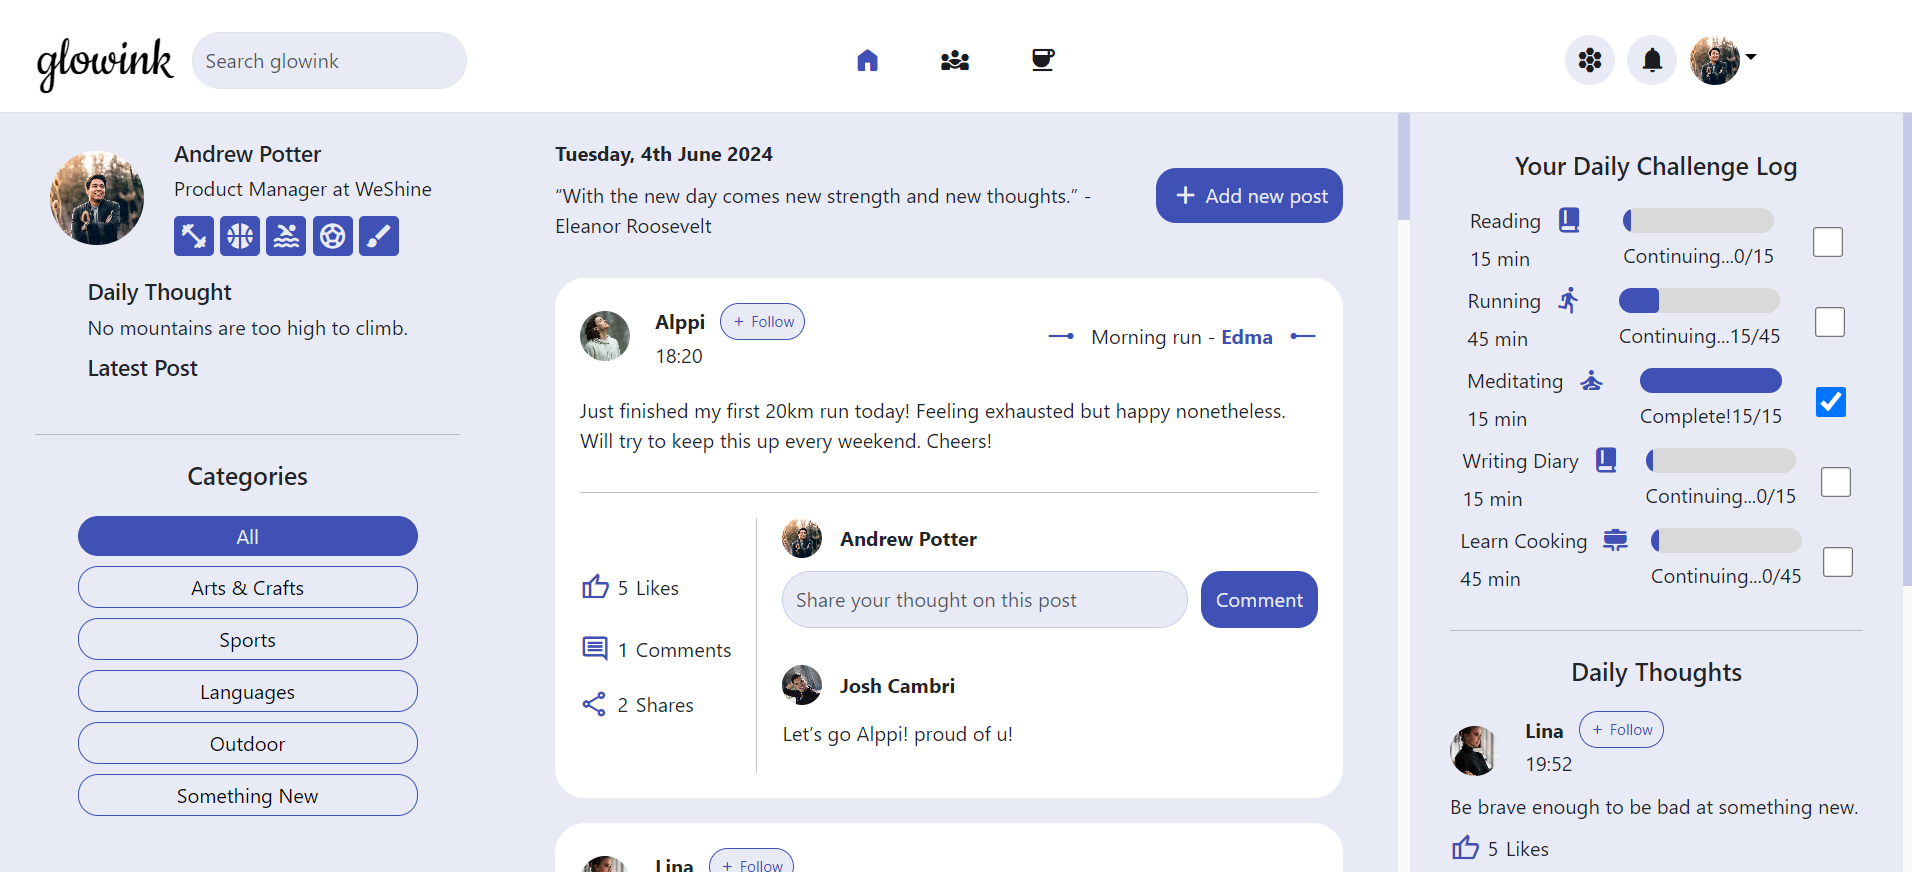 glowink
Search glowink
Andrew Potter
Product Manager at WeShine
Daily Thought
No mountains are too high to climb.
Latest Post
Categories
All
Arts & Crafts
Sports
Languages
Outdoor
Something New
Tuesday, 4th June 2024
“With the new day comes new strength and new thoughts.” -
Eleanor Roosevelt
+ Add new post
Alppi
+ Follow
18:20
Morning run - Edma
Just finished my first 20km run today! Feeling exhausted but happy nonetheless.
Will try to keep this up every weekend. Cheers!
5 Likes
1 Comments
2 Shares
Andrew Potter
Share your thought on this post
Comment
Josh Cambri
Let’s go Alppi! proud of u!
Lina
+ Follow
Your Daily Challenge Log
Reading
15 min
Continuing...0/15
Running
45 min
Continuing...15/45
Meditating
15 min
Complete!15/15
Writing Diary
15 min
Continuing...0/15
Learn Cooking
45 min
Continuing...0/45
Daily Thoughts
Lina
+ Follow
19:52
Be brave enough to be bad at something new.
5 Likes